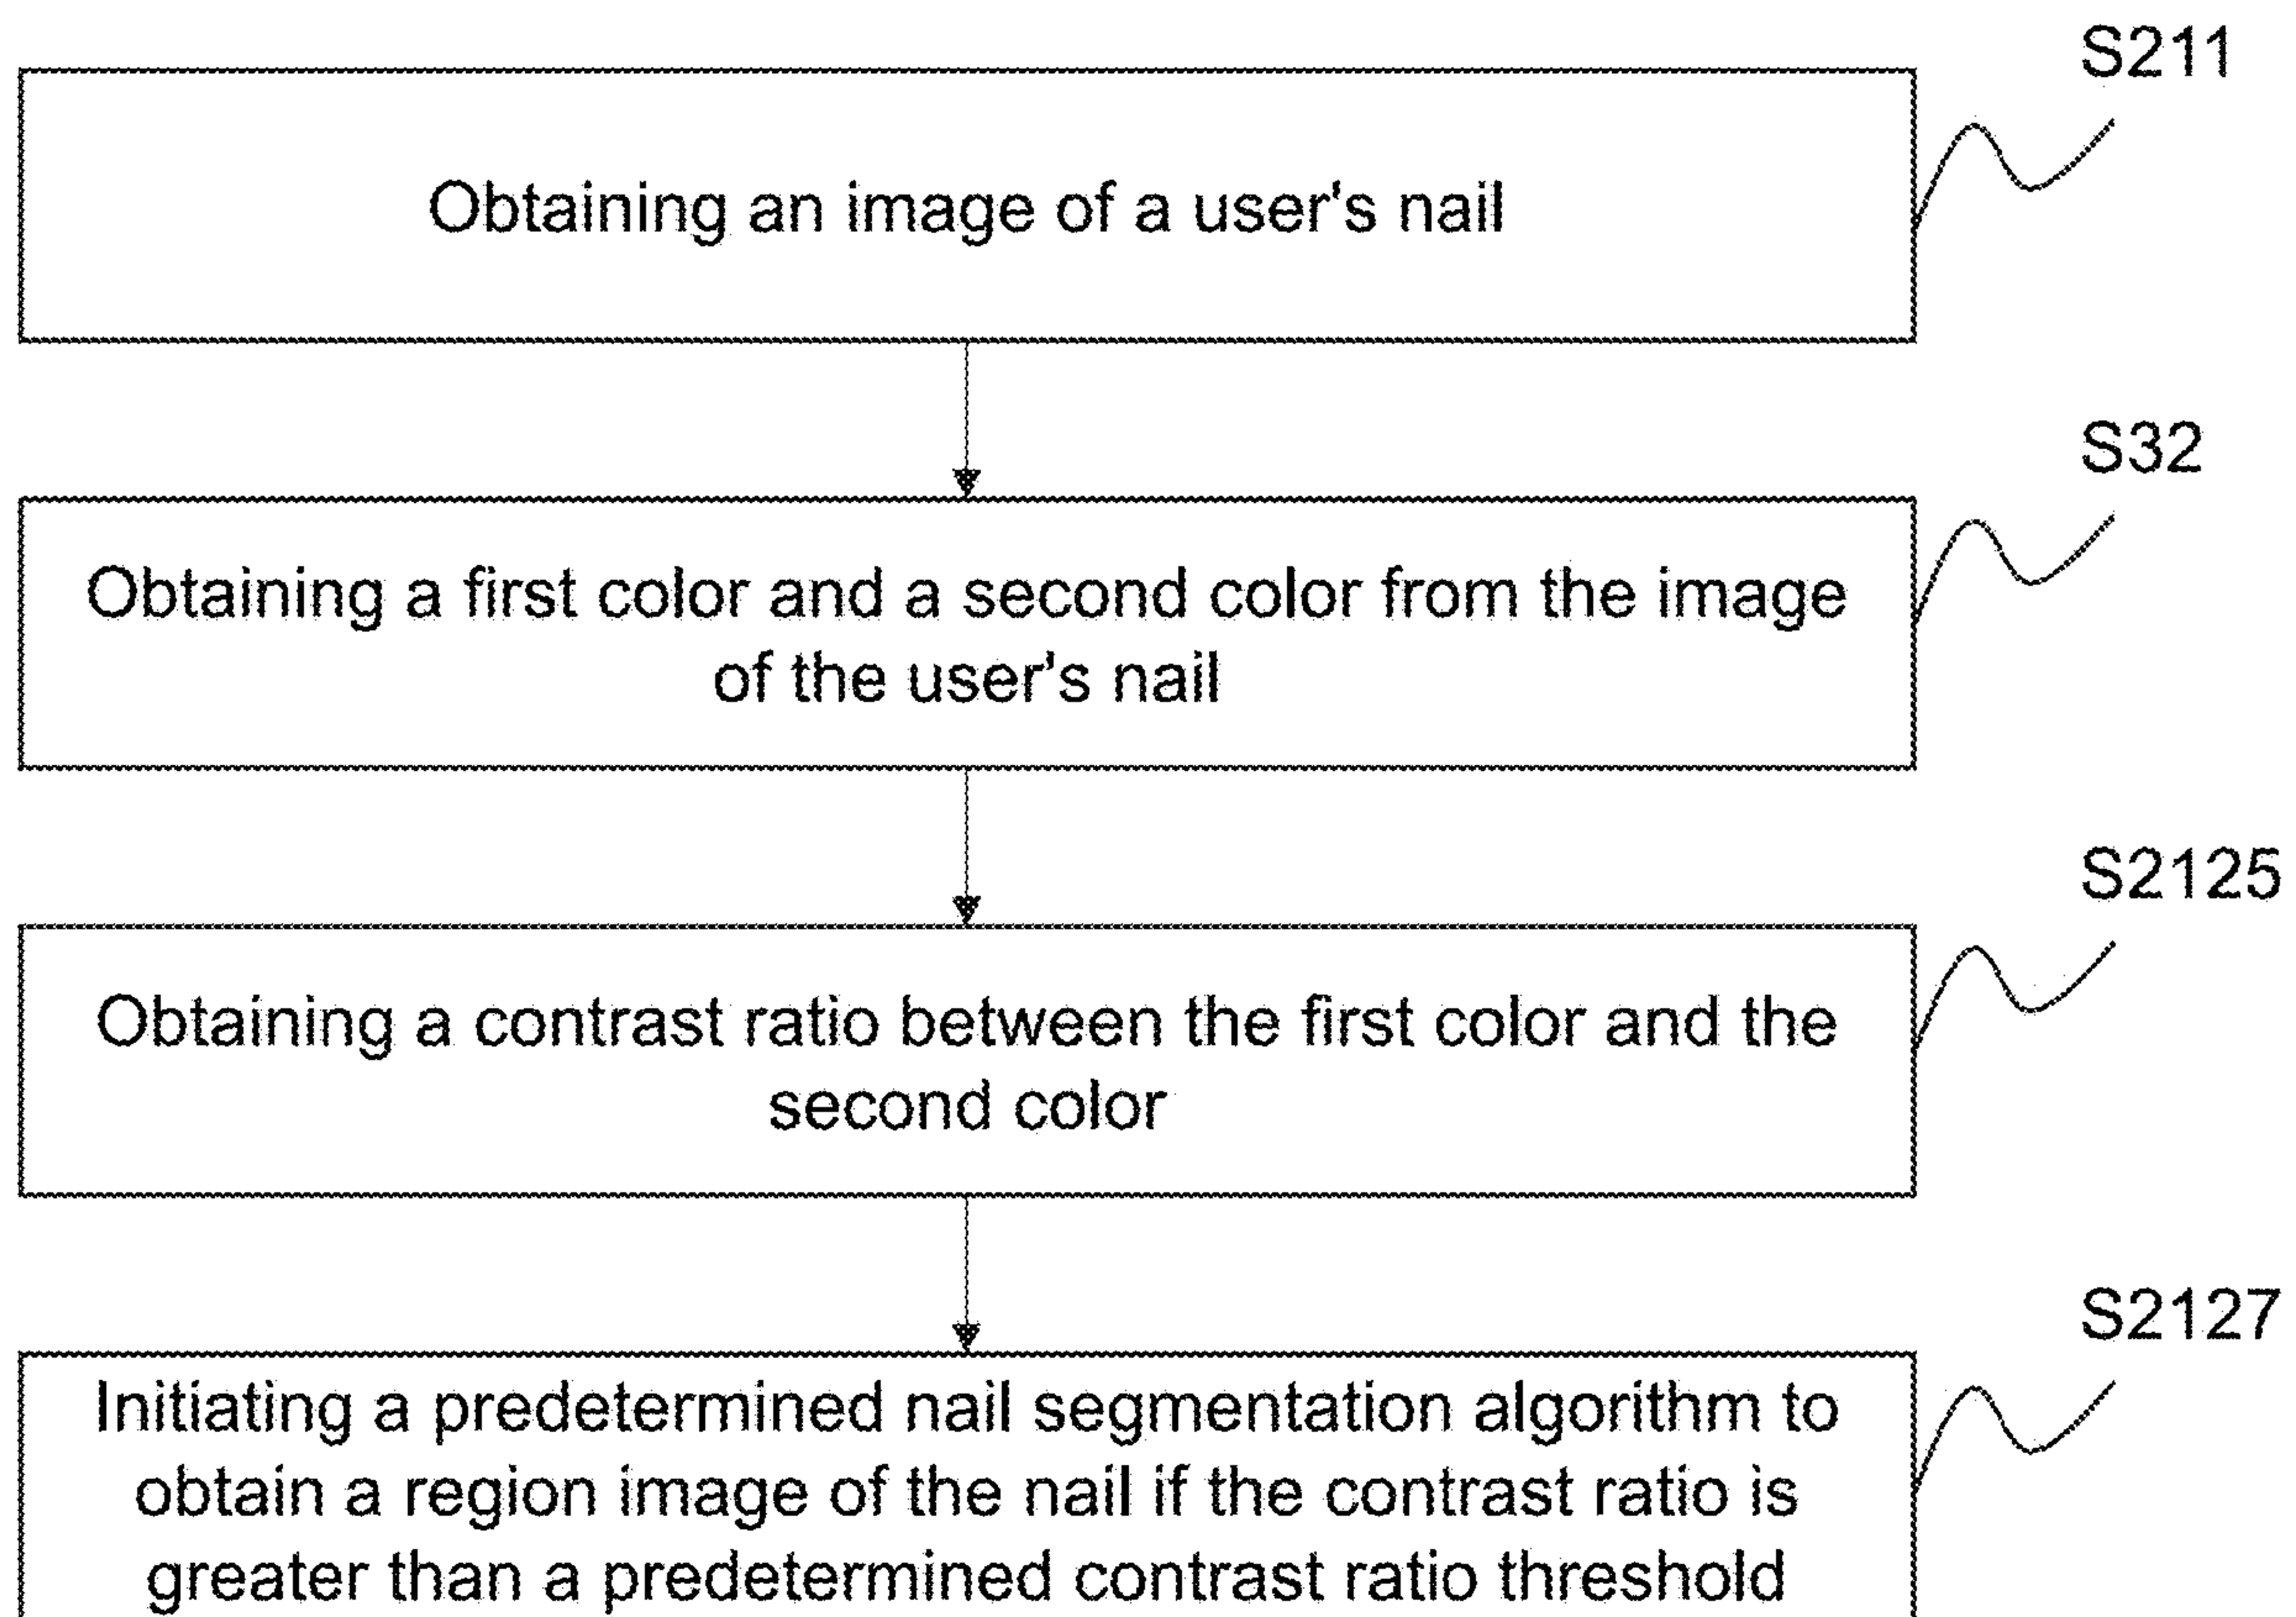 S211
Obtaining an image of a user's nail
S32
Obtaining a first color and a second color from the image
of the user's nail
S2125
Obtaining a contrast ratio between the first color and the
second color
S2127
Initiating a predetermined nail segmentation algorithm to
obtain a region image of the nail if the contrast ratio is
greater than a predetermined contrast ratio threshold